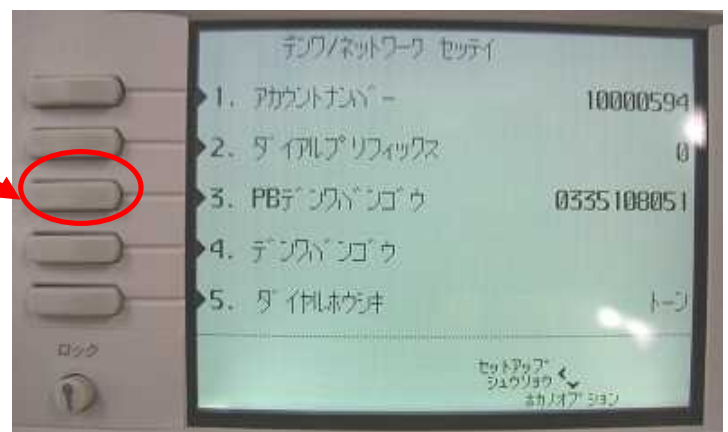 デンワ/ネットワーク セッテイ
1. アカウントナンバー 10000594
2. ダイアルプリフィックス 0
3. PBデンワバンゴウ 0335108051
4. デンワバンゴウ
5. ダイヤルホウシキ トーン
ロック
セットアップ
シュウリョウ
ホカノオプション